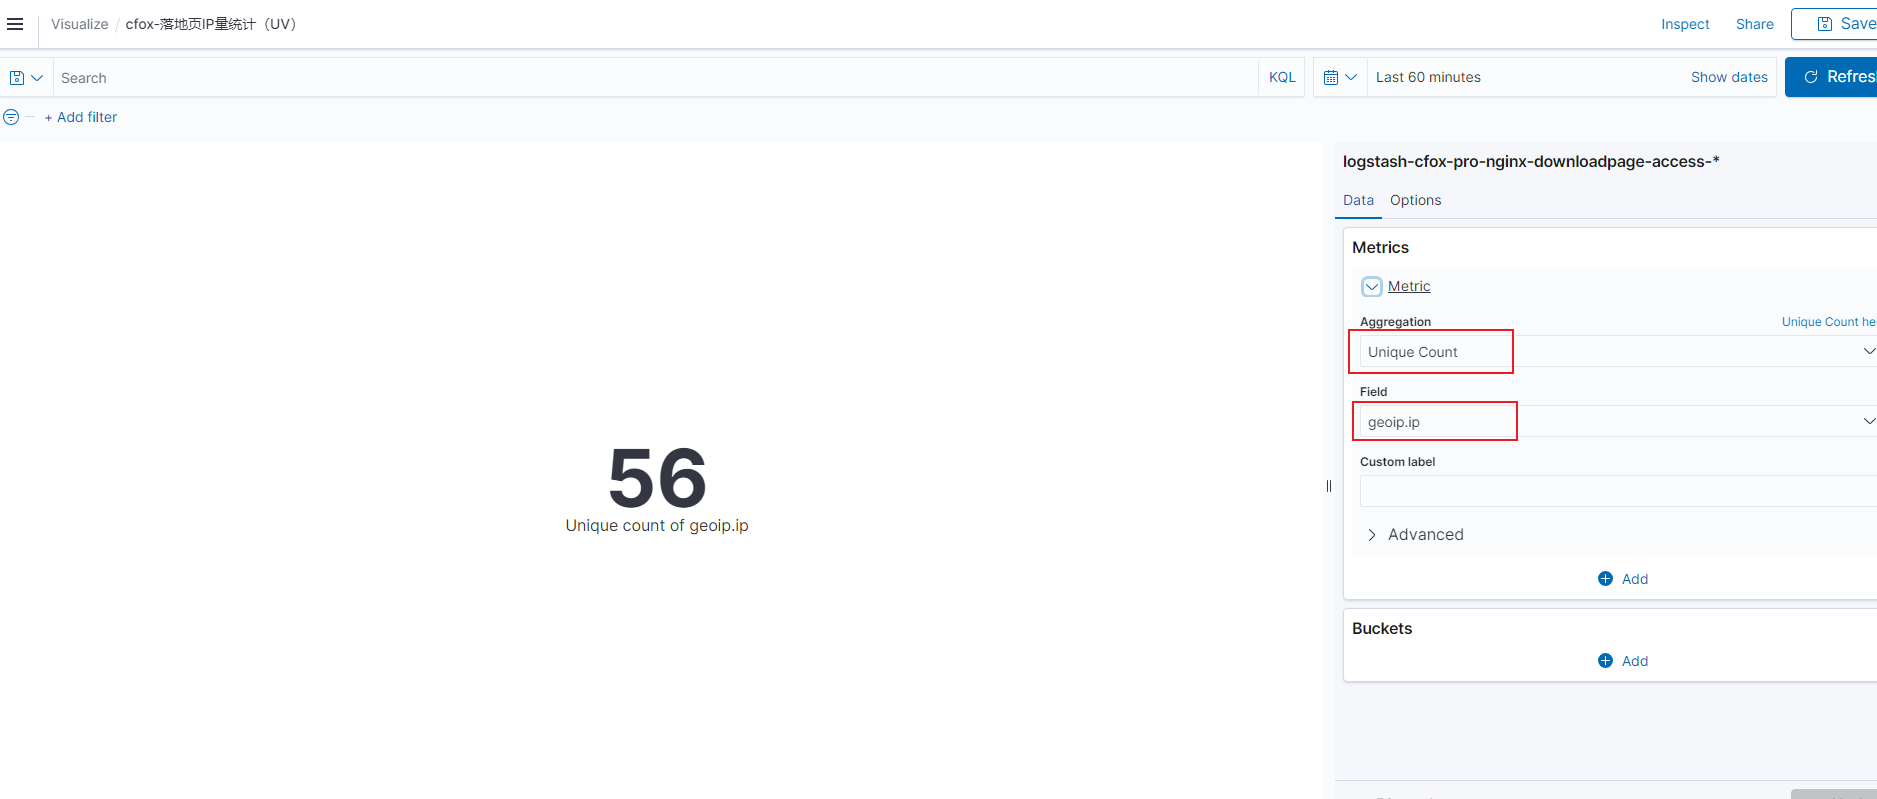 Visualize / cfox-落地页IP量统计（UV） Inspect Share Save
Search KQL Last 60 minutes Show dates Refres
+ Add filter
logstash-cfox-pro-nginx-downloadpage-access-*
Data Options
Metrics
Metric
Aggregation Unique Count he
Unique Count
Field
geoip.ip
Custom label
Advanced
Add
Buckets
Add
56
Unique count of geoip.ip